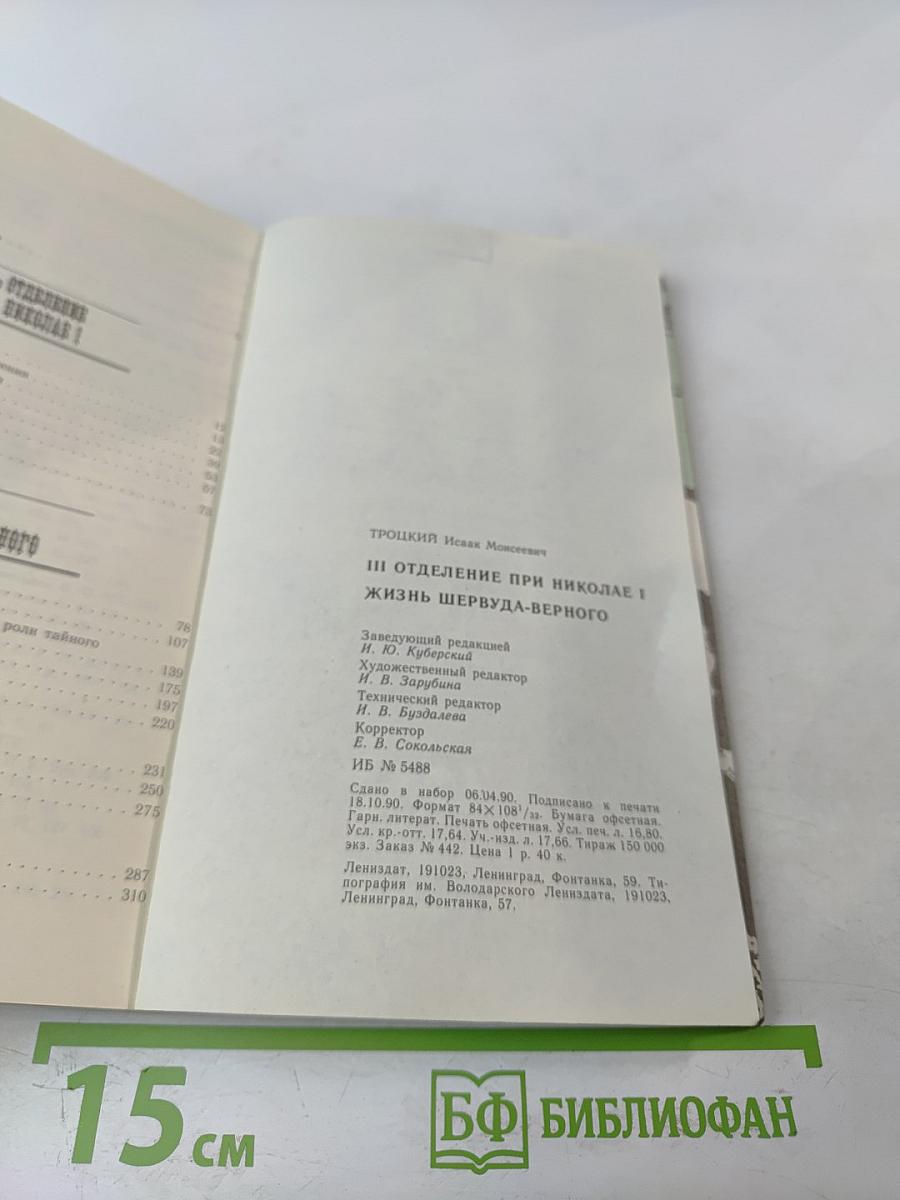 ОТДЕЛЕНИЕ
НИКОЛАЕ I
73
78
107
роли тайного
139
175
197
220
231
250
275
287
310
ТРОЦКИЙ Исаак Моисеевич
III ОТДЕЛЕНИЕ ПРИ НИКОЛАЕ I
ЖИЗНЬ ШЕРВУДА-ВЕРНОГО
Заведующий редакцией
И. Ю. Куберский
Художественный редактор
И. В. Зарубина
Технический редактор
И. В. Буздалева
Корректор
Е. В. Сокольская
ИБ № 5488
Сдано в набор 06.04.90. Подписано к печати
18.10.90. Формат 84×108¹/₃₂. Бумага офсетная.
Гарн. литерат. Печать офсетная. Усл. печ. л. 16,80.
Усл. кр.-отт. 17,64. Уч.-изд. л. 17,66. Тираж 150 000
экз. Заказ № 442. Цена 1 р. 40 к.
Лениздат, 191023, Ленинград, Фонтанка, 59. Ти-
пография им. Володарского Лениздата, 191023,
Ленинград, Фонтанка, 57.
15 см
БФ БИБЛИОФАН